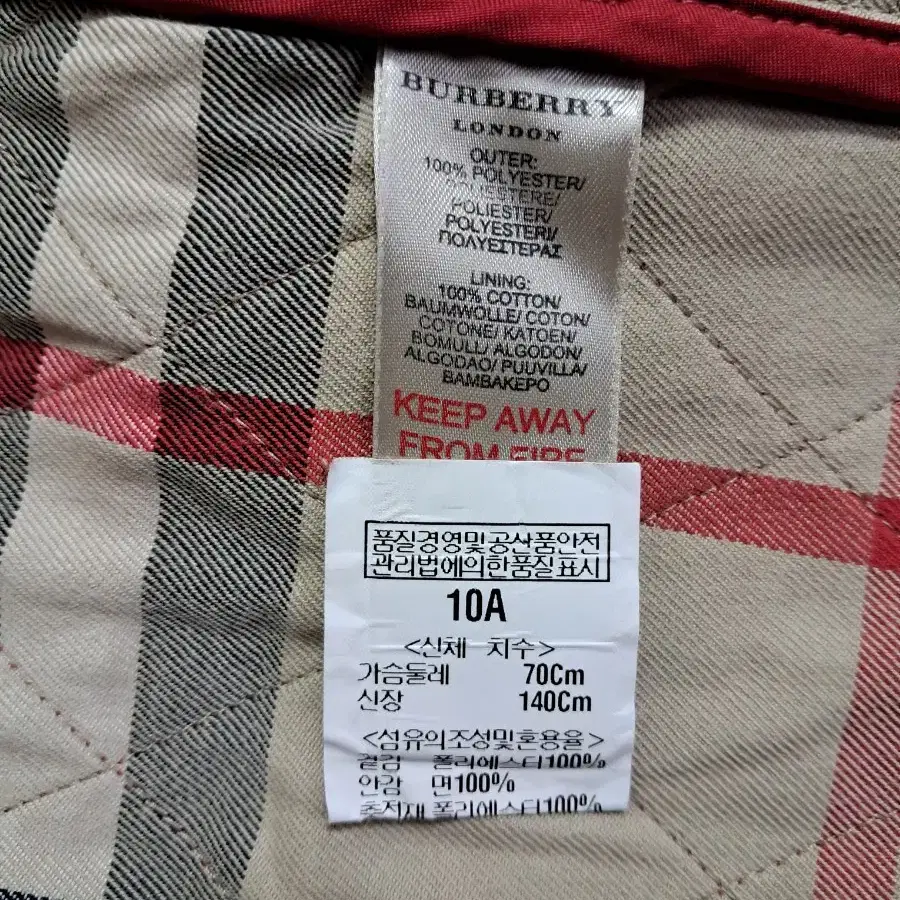 BURBERRY
LONDON
OUTER:
100% POLYESTER/
POLIESTERE/
POLIESTER/
POLYESTERI/
ΠΟΛΥΕΣΤΕΡΑΣ
LINING:
100% COTTON/
BAUMWOLLE/ COTON/
COTONE/ KATOEN/
BOMULL/ ALGODON/
ALGODAO/ PUUVILLA/
BAMBAKEPO
KEEP AWAY
FROM FIRE
품질경영및공산품안전
관리법에의한품질표시
10A
<신체 치수>
가슴둘레 70Cm
신장 140Cm
<섬유의조성및혼용율>
겉감 폴리에스터100%
안감 면100%
충전재 폴리에스터100%